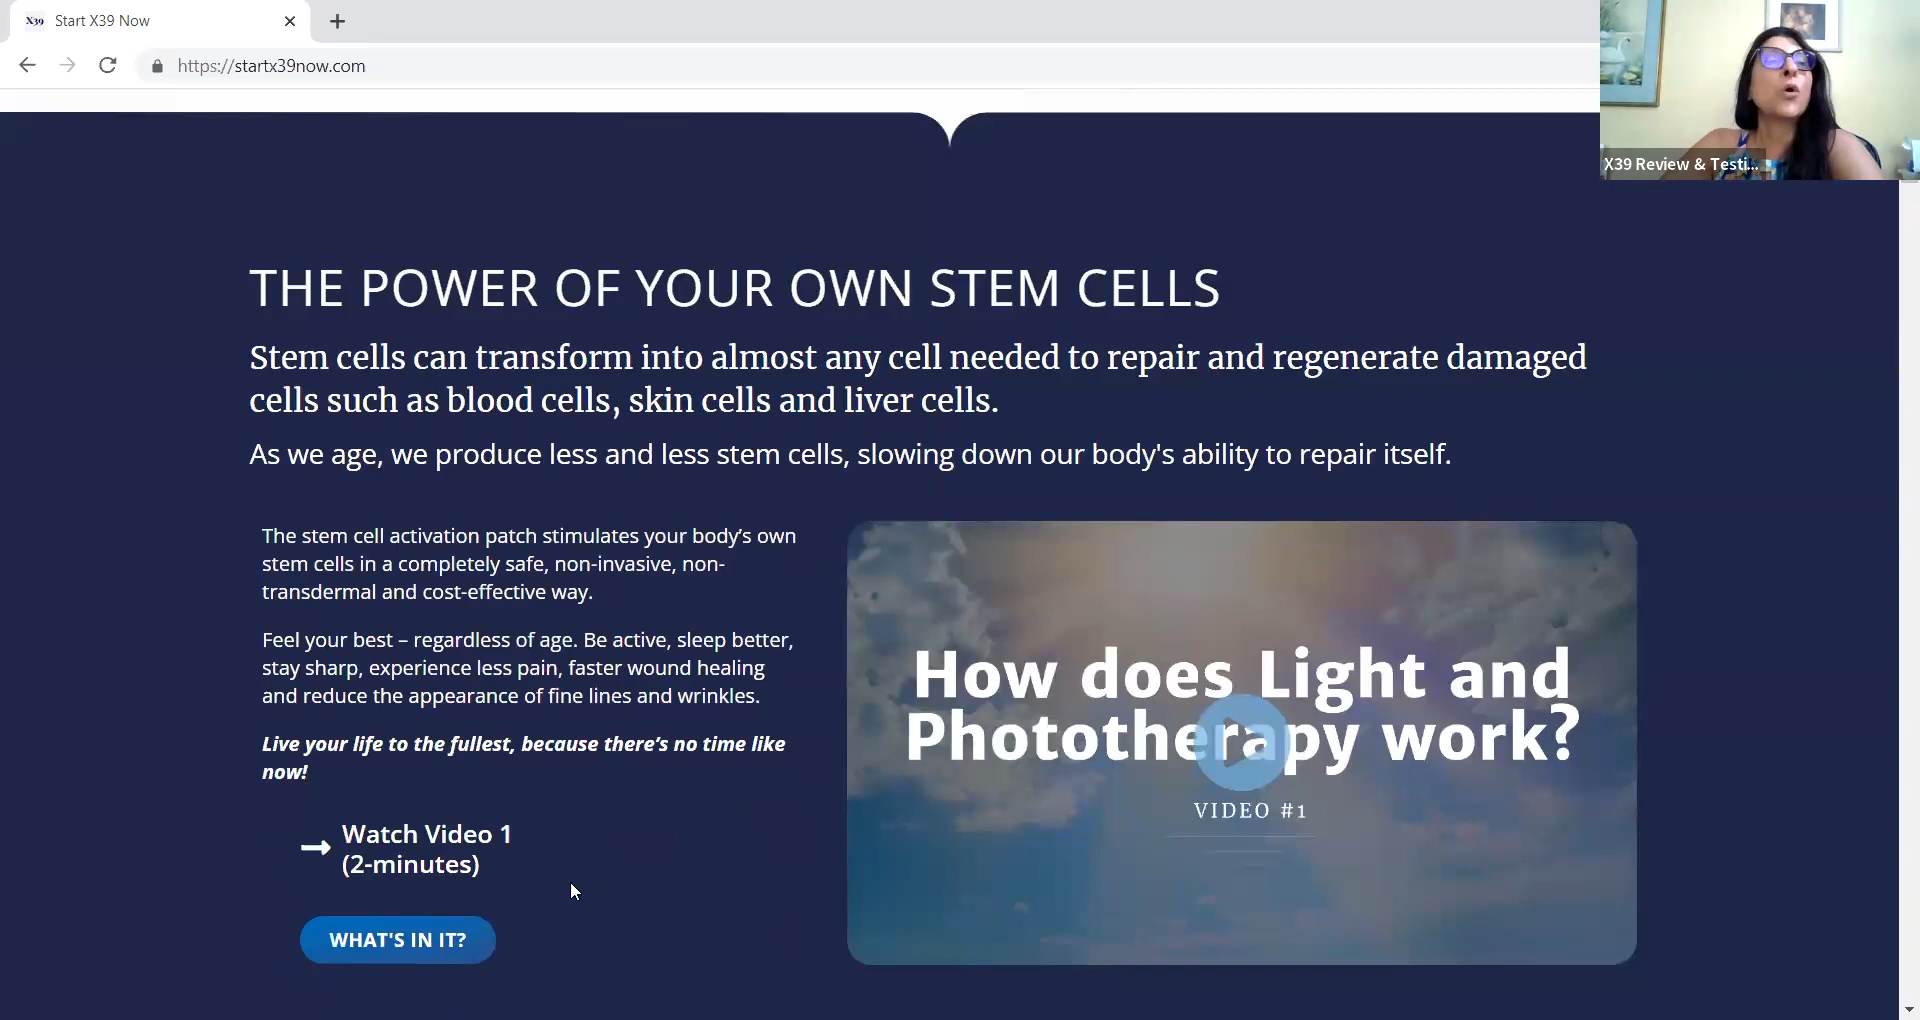 X39 Start X39 Now
https://startx39now.com
X39 Review & Testi...
THE POWER OF YOUR OWN STEM CELLS
Stem cells can transform into almost any cell needed to repair and regenerate damaged
cells such as blood cells, skin cells and liver cells.
As we age, we produce less and less stem cells, slowing down our body's ability to repair itself.
The stem cell activation patch stimulates your body’s own
stem cells in a completely safe, non-invasive, non-
transdermal and cost-effective way.
Feel your best – regardless of age. Be active, sleep better,
stay sharp, experience less pain, faster wound healing
and reduce the appearance of fine lines and wrinkles.
Live your life to the fullest, because there’s no time like
now!
Watch Video 1
(2-minutes)
WHAT'S IN IT?
How does Light and
Phototherapy work?
VIDEO #1